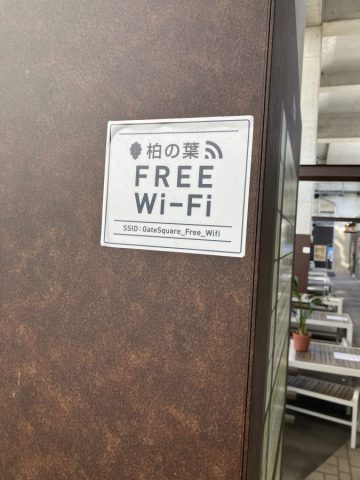 柏の葉
FREE
Wi-Fi
SSID:GateSquare_Free_Wifi